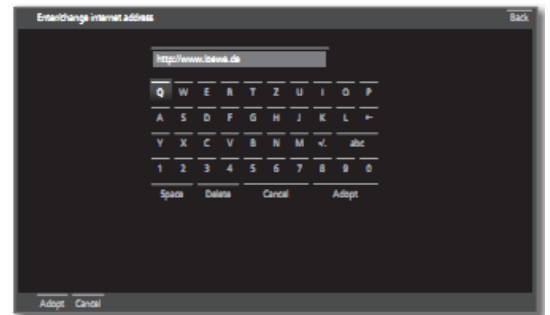 Enter/change internet address Back
http://www.loewe.de
Q W E R T Z U I O P
A S D F G H J K L ←
Y X C V B N M abc
1 2 3 4 5 6 7 8 9 0
Space Delete Cancel Adopt
Adopt Cancel